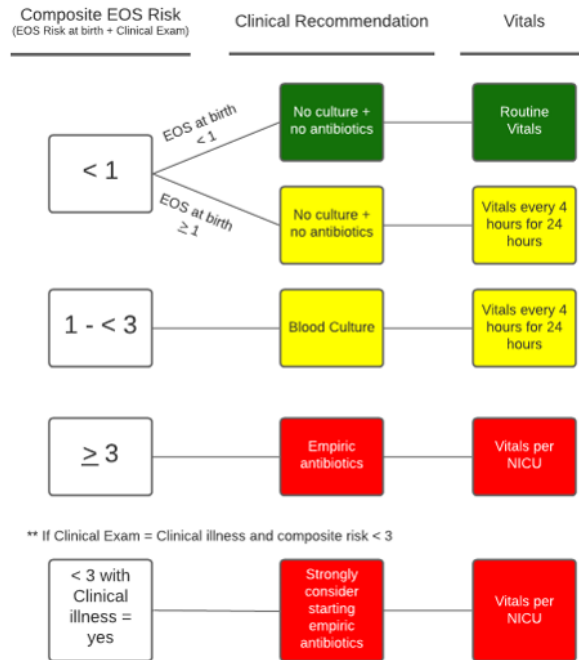 Composite EOS Risk
(EOS Risk at birth + Clinical Exam)
Clinical Recommendation
Vitals
< 1
EOS at birth
< 1
No culture +
no antibiotics
Routine
Vitals
EOS at birth
≥ 1
No culture +
no antibiotics
Vitals every 4
hours for 24
hours
1 - < 3
Blood Culture
Vitals every 4
hours for 24
hours
≥ 3
Empiric
antibiotics
Vitals per
NICU
** If Clinical Exam = Clinical illness and composite risk < 3
< 3 with
Clinical
illness =
yes
Strongly
consider
starting
empiric
antibiotics
Vitals per
NICU